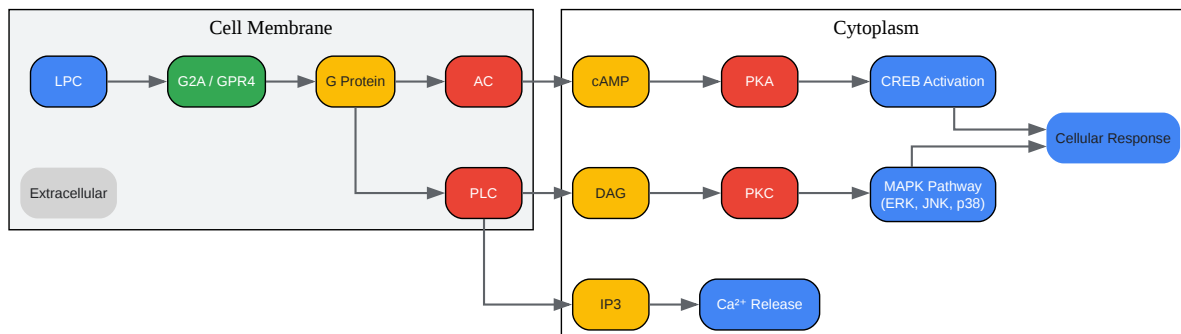 Cell Membrane
Cytoplasm
LPC
G2A / GPR4
G Protein
AC
cAMP
PKA
CREB Activation
Cellular Response
Extracellular
PLC
DAG
PKC
MAPK Pathway
(ERK, JNK, p38)
IP3
Ca²⁺ Release